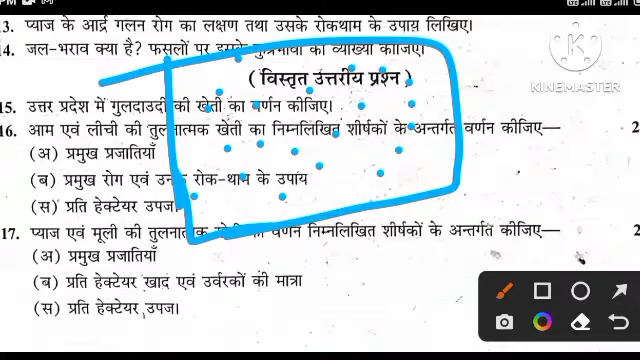 13. प्याज के आर्द्र गलन रोग का लक्षण तथा उसके रोकथाम के उपाय लिखिए।
14. जल-भराव क्या है? फसलों पर इसके कुप्रभावों की व्याख्या कीजिए।
(विस्तृत उत्तरीय प्रश्न)
15. उत्तर प्रदेश में गुलदाउदी की खेती का वर्णन कीजिए।
16. आम एवं लीची की तुलनात्मक खेती का निम्नलिखित शीर्षकों के अन्तर्गत वर्णन कीजिए—
(अ) प्रमुख प्रजातियाँ
(ब) प्रमुख रोग एवं उनके रोक-थाम के उपाय
(स) प्रति हेक्टेयर उपज।
17. प्याज एवं मूली की तुलनात्मक खेती का वर्णन निम्नलिखित शीर्षकों के अन्तर्गत कीजिए—
(अ) प्रमुख प्रजातियाँ
(ब) प्रति हेक्टेयर खाद एवं उर्वरकों की मात्रा
(स) प्रति हेक्टेयर उपज।
KINEMASTER